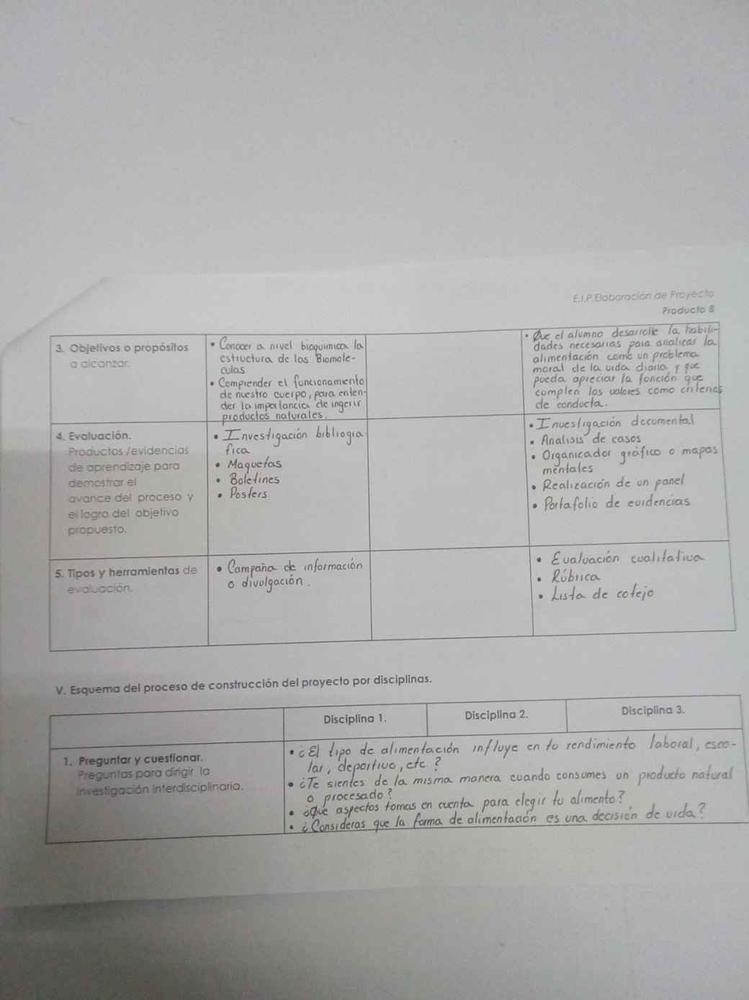 E.I.P.Elaboración de Proyecto
Producto 8
3. Objetivos o propósitos
a alcanzar.
• Conocer a nivel bioquimica la
estructura de las Biomole-
culas
• Comprender el funcionamiento
de nuestro cuerpo, para enten-
der la importancia de ingerir
productos naturales.
• Que el alumno desarrolle la habili-
dades necesarias para analizar la
alimentación como un problema
moral de la vida diaria y que
pueda apreciar la función que
complen los valores como criterios
de conducta.
4. Evaluación.
Productos /evidencias
de aprendizaje para
demostrar el
avance del proceso y
el logro del objetivo
propuesto.
• Investigación bibliogra-
fica
• Maquetas
• Boletines
• Posters
• Investigación documental
• Analisis de casos
• Organicador gráfico o mapas
mentales
• Realización de un panel
• Portafolio de evidencias
5. Tipos y herramientas de
evaluación.
• Campaña de información
o divulgación.
• Evaluación cualitativa
• Rúbrica
• Lista de cotejo
V. Esquema del proceso de construcción del proyecto por disciplinas.
Disciplina 1.
Disciplina 2.
Disciplina 3.
1. Preguntar y cuestionar.
Preguntas para dirigir la
investigación Interdisciplinaria.
• ¿El tipo de alimentación influye en tu rendimiento laboral, esco-
lar, deportivo, etc.?
• ¿Te sientes de la misma manera cuando consumes un producto natural
o procesado?
• ¿Qué aspectos tomas en cuenta para elegir tu alimento?
• ¿Consideras que la forma de alimentación es una decisión de vida?